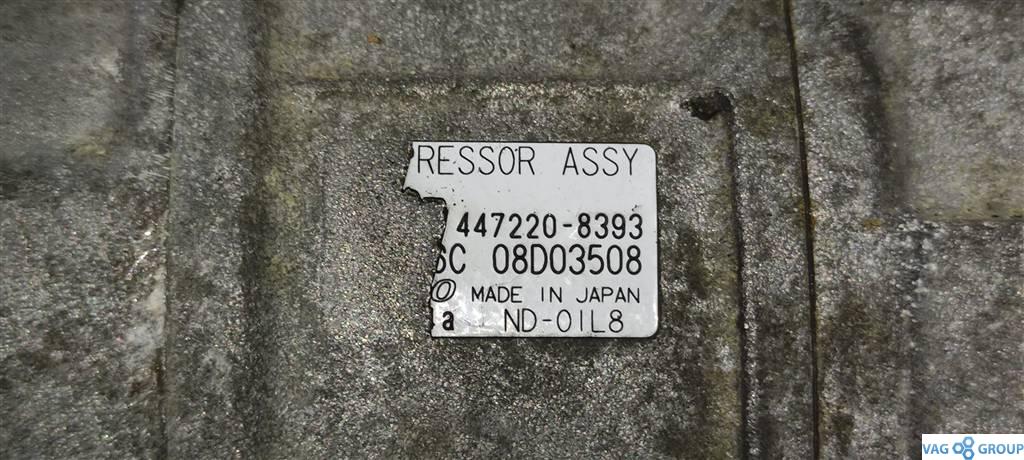 RESSOR ASSY
447220-8393
SC 08D03508
MADE IN JAPAN
a ND-OIL8
VAG GROUP